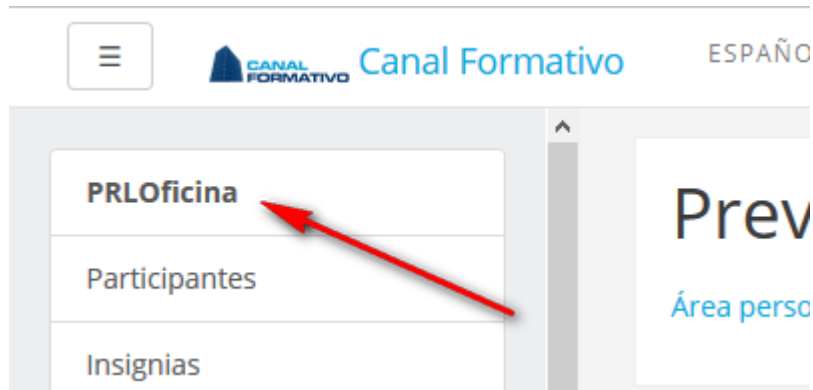 ☰ CANAL FORMATIVO Canal Formativo ESPAÑO
PRLOficina
Participantes
Insignias
Prev
Área perso